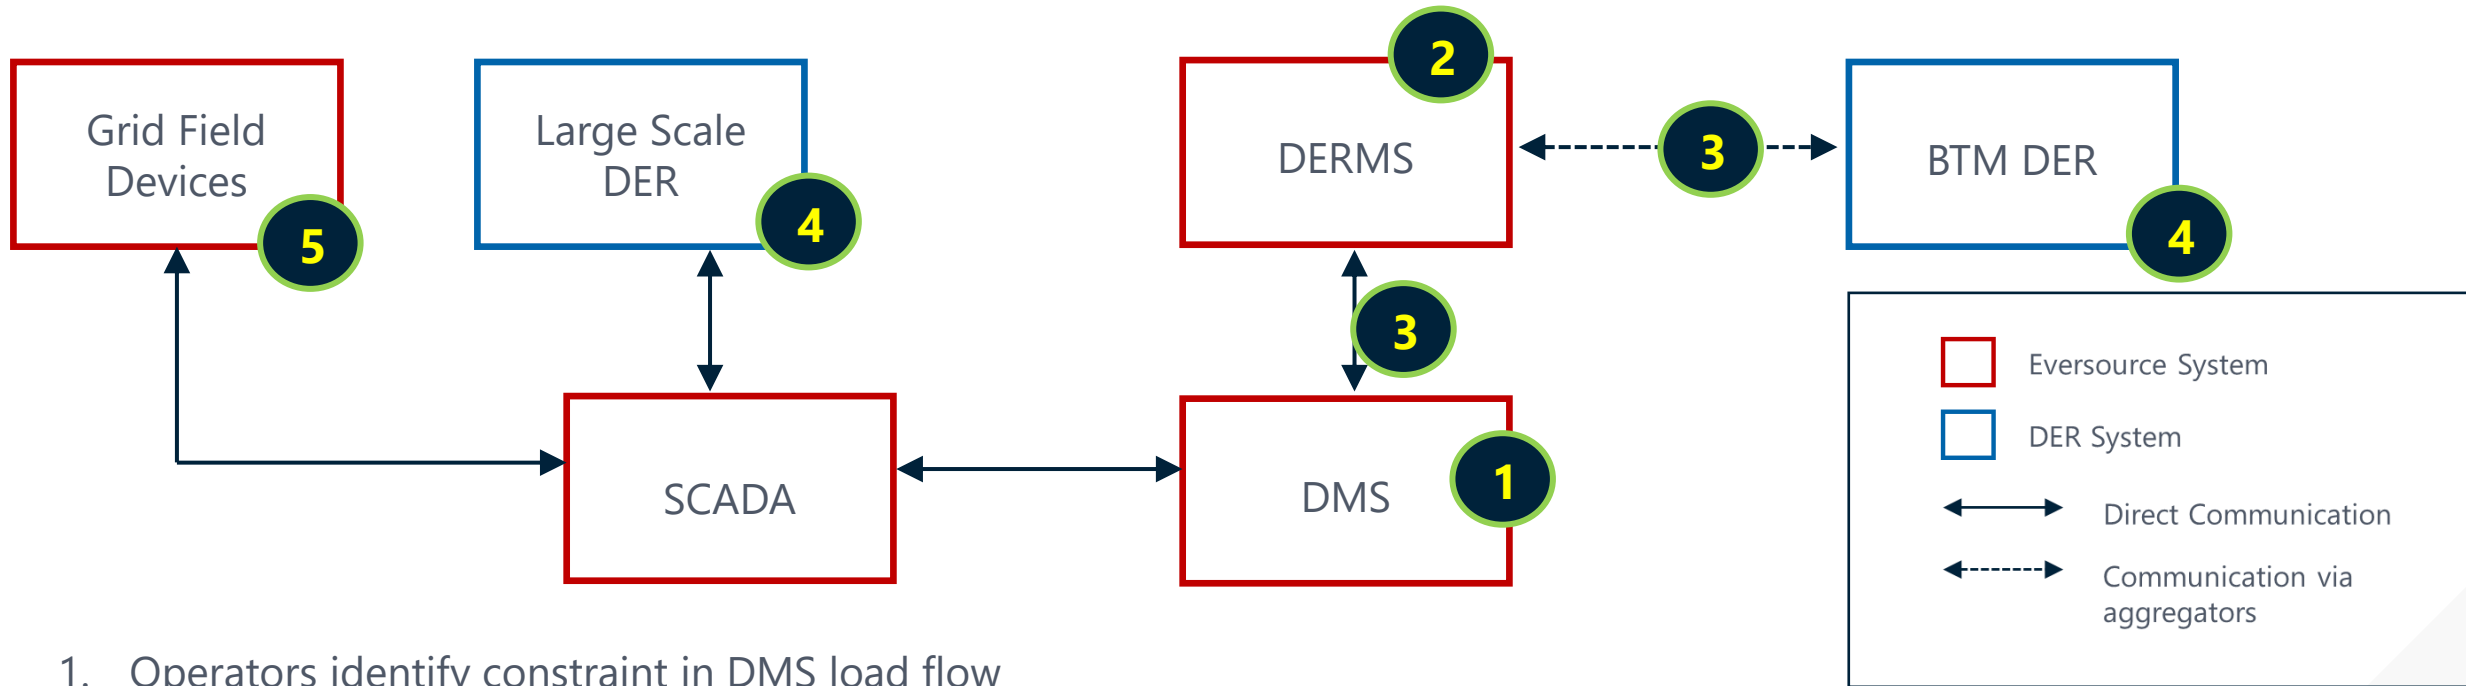 Grid Field
Devices
5
Large Scale
DER
4
DERMS
2
3
BTM DER
4
3
SCADA
DMS
1
Eversource System
DER System
Direct Communication
Communication via
aggregators
1. Operators identify constraint in DMS load flow